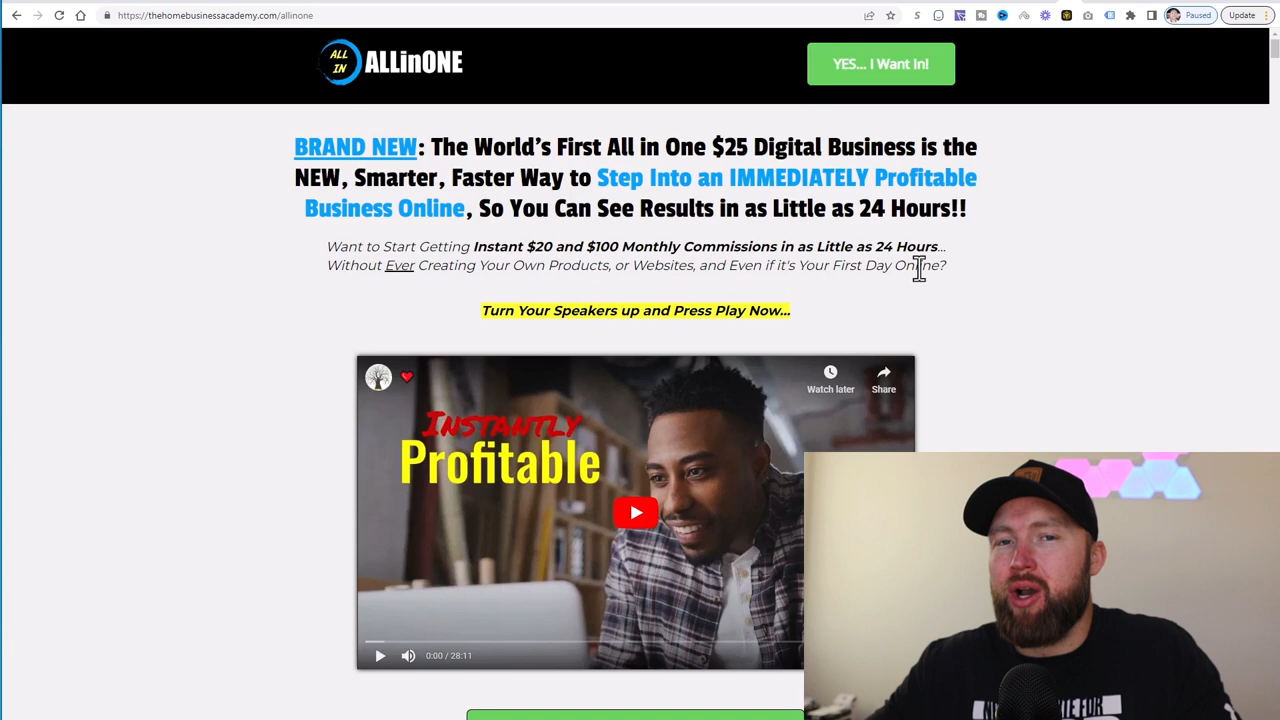 https://thehomebusinessacademy.com/allinone
Paused
Update
ALL
IN
ALLinONE
YES... I Want In!
BRAND NEW: The World's First All in One $25 Digital Business is the
NEW, Smarter, Faster Way to Step Into an IMMEDIATELY Profitable
Business Online, So You Can See Results in as Little as 24 Hours!!
Want to Start Getting Instant $20 and $100 Monthly Commissions in as Little as 24 Hours...
Without Ever Creating Your Own Products, or Websites, and Even if it's Your First Day Online?
Turn Your Speakers up and Press Play Now...
Watch later
Share
INSTANTLY
Profitable
0:00 / 28:11